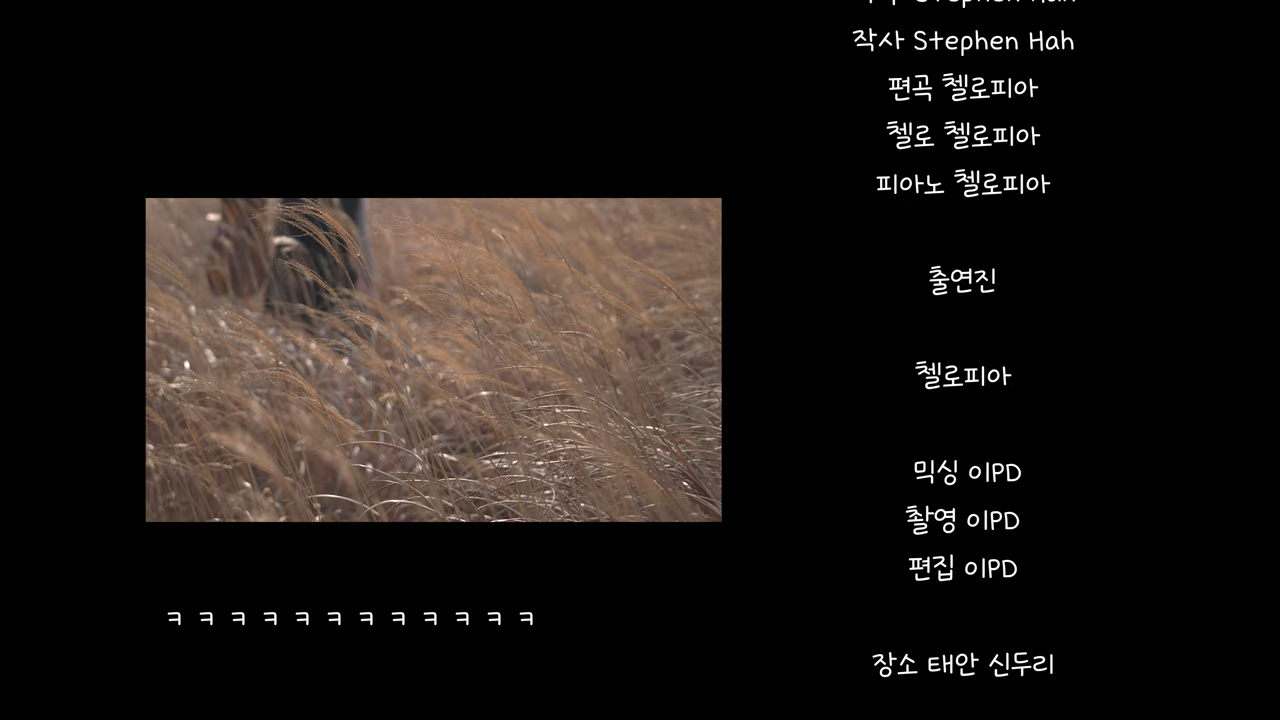 작사 Stephen Hah
편곡 첼로피아
첼로 첼로피아
피아노 첼로피아
출연진
첼로피아
믹싱 이PD
촬영 이PD
편집 이PD
ㅋ ㅋ ㅋ ㅋ ㅋ ㅋ ㅋ ㅋ ㅋ ㅋ ㅋ ㅋ
장소 태안 신두리